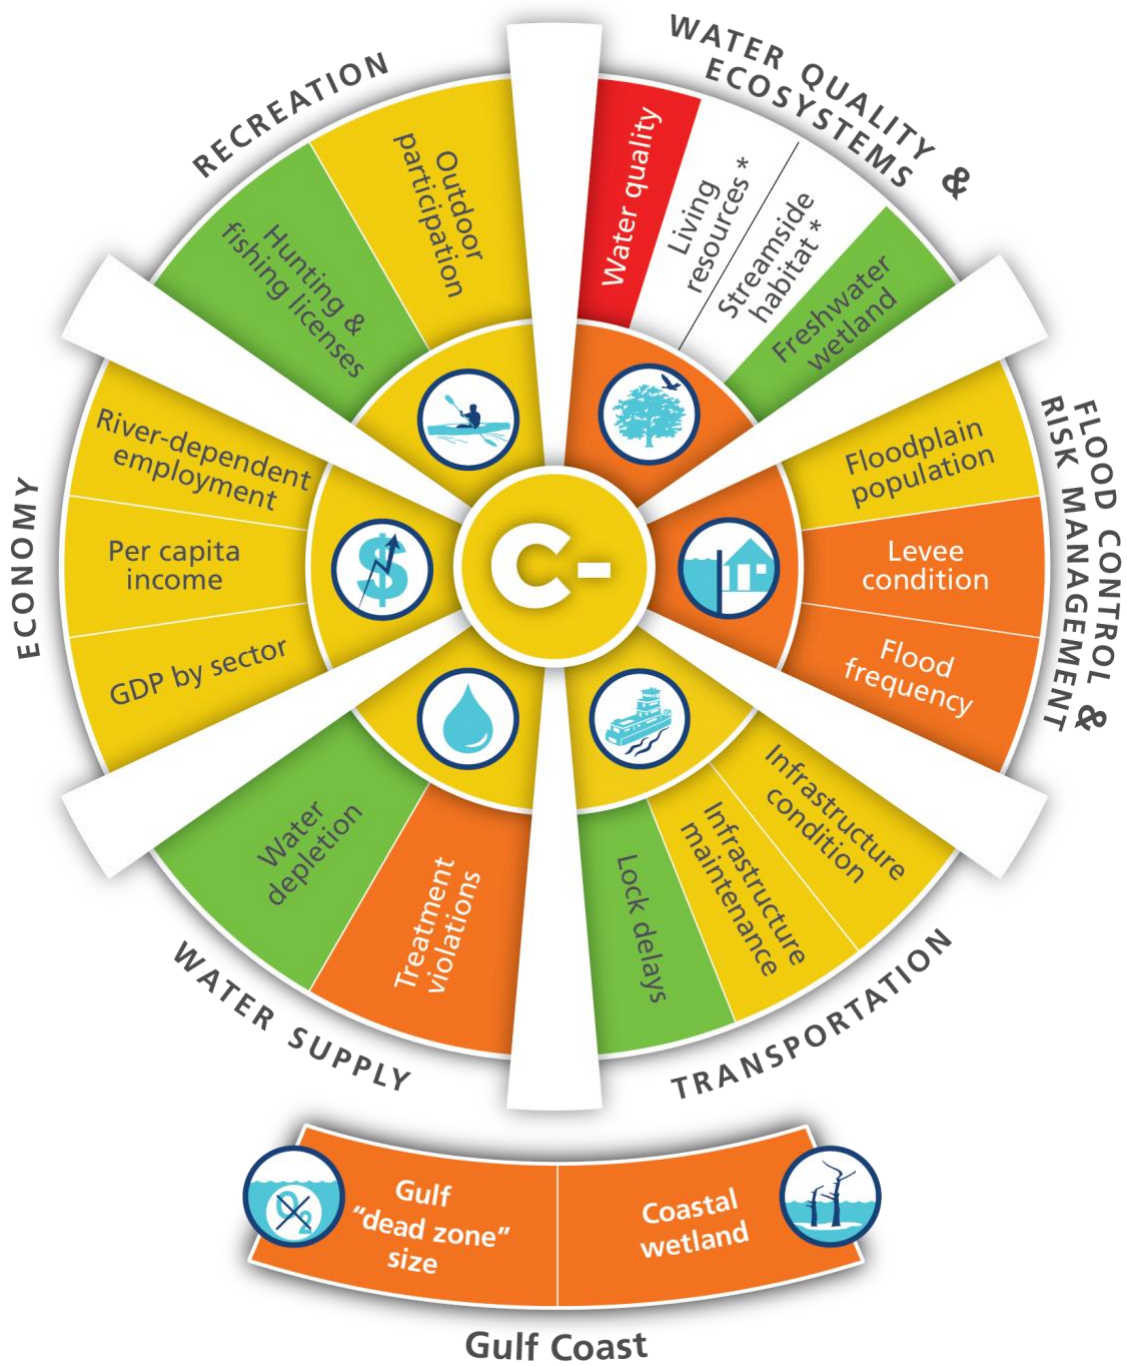 RECREATION
WATER QUALITY &
ECOSYSTEMS
Outdoor
participation
Hunting &
fishing licenses
Water quality
Living
resources *
Streamside
habitat *
Freshwater
wetland
FLOOD CONTROL &
RISK MANAGEMENT
Floodplain
population
Levee
condition
Flood
frequency
ECONOMY
River-dependent
employment
Per capita
income
GDP by sector
C-
$
Water
depletion
Treatment
violations
WATER SUPPLY
Lock delays
Infrastructure
maintenance
Infrastructure
condition
TRANSPORTATION
O2
Gulf
“dead zone”
size
Coastal
wetland
Gulf Coast